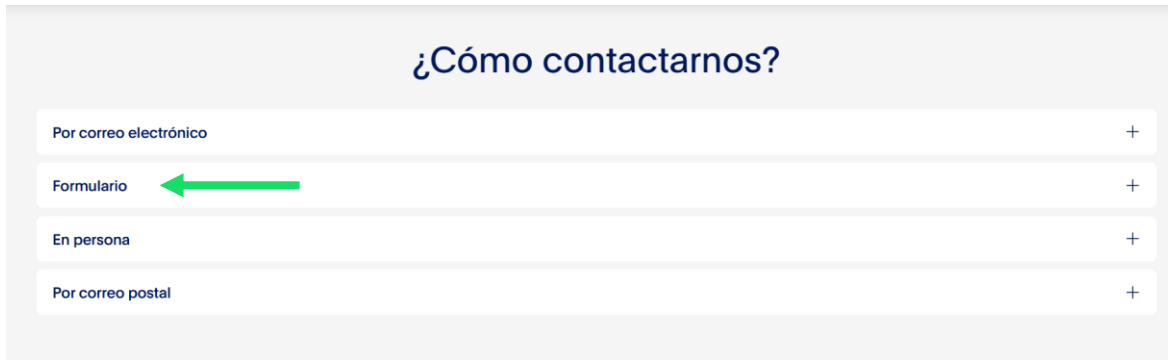 ¿Cómo contactarnos?
Por correo electrónico
Formulario
En persona
Por correo postal